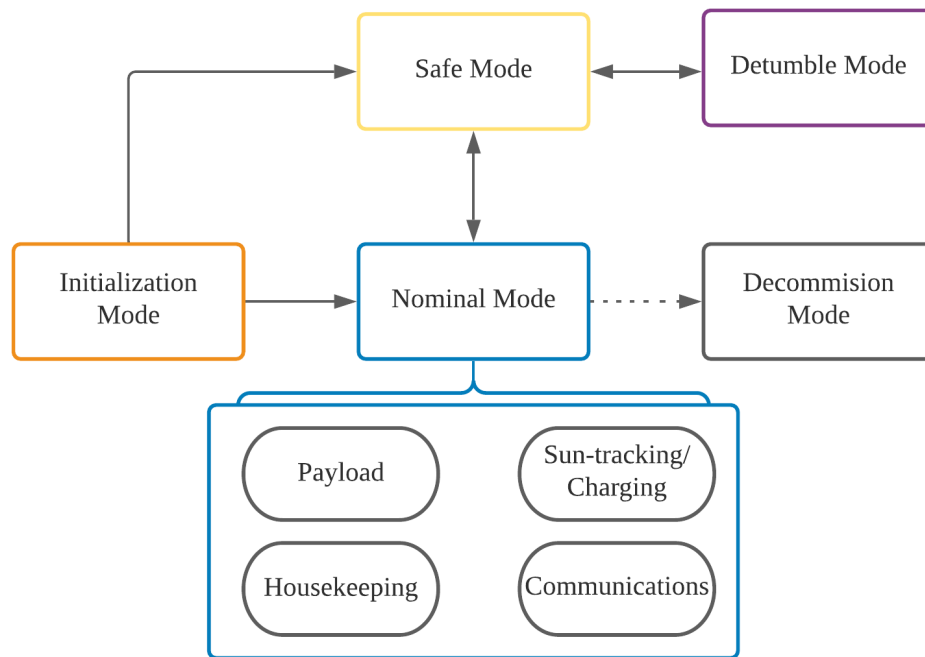 Safe Mode
Detumble Mode
Initialization
Mode
Nominal Mode
Decommision
Mode
Payload
Sun-tracking/
Charging
Housekeeping
Communications